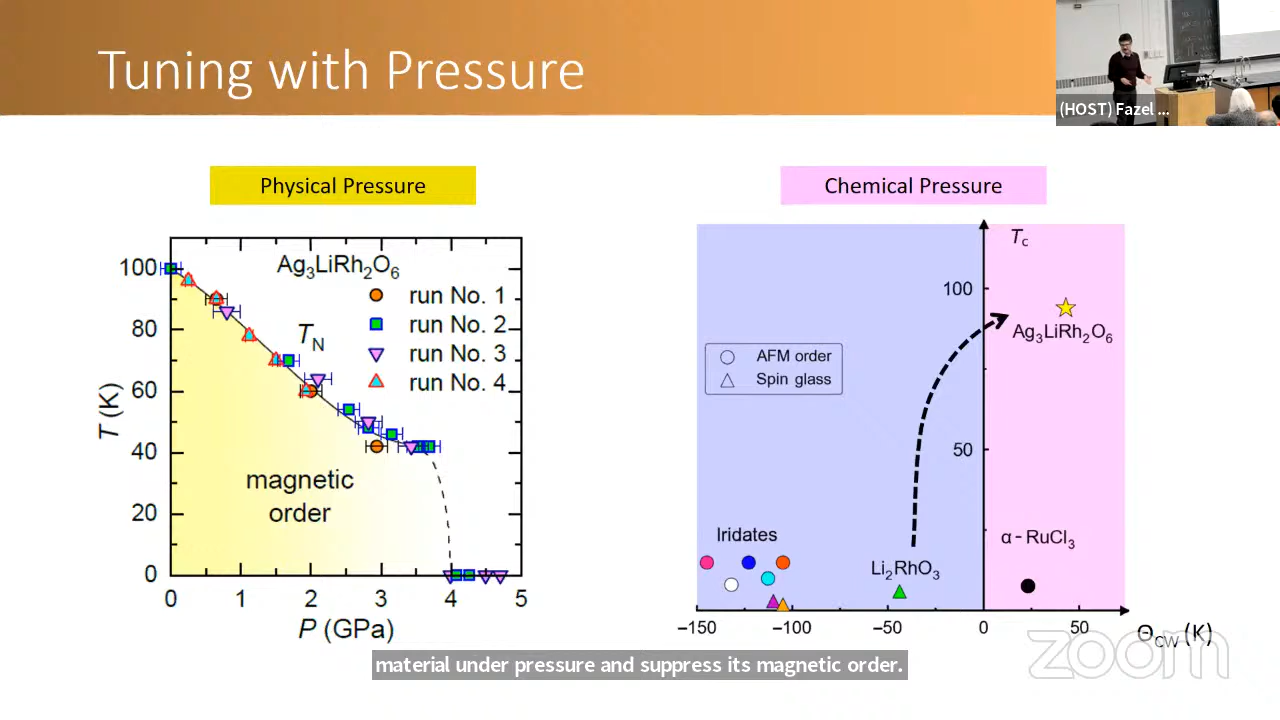 Tuning with Pressure
(HOST) Fazel ...
Physical Pressure
Chemical Pressure
Ag₃LiRh₂O₆
run No. 1
run No. 2
run No. 3
run No. 4
T_N
magnetic
order
T (K)
100
80
60
40
20
0
0 1 2 3 4 5
P (GPa)
T_c
100
50
Ag₃LiRh₂O₆
AFM order
Spin glass
Iridates
Li₂RhO₃
α - RuCl₃
−150 −100 −50 0 50
Θ_CW (K)
zoom
material under pressure and suppress its magnetic order.